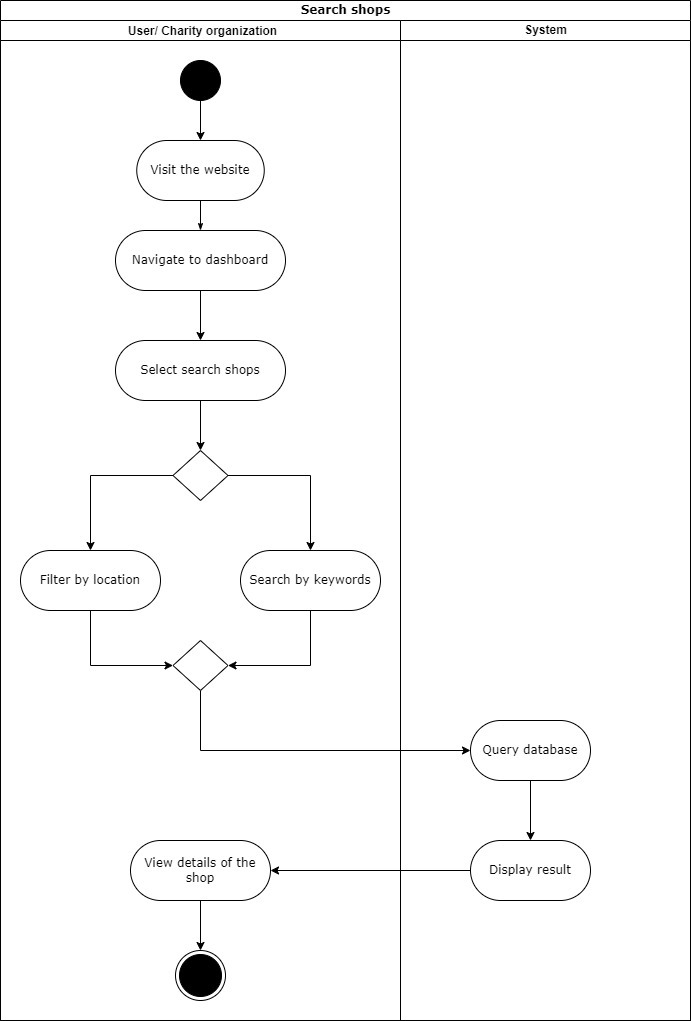 Search shops
User/ Charity organization
System
Visit the website
Navigate to dashboard
Select search shops
Filter by location
Search by keywords
Query database
View details of the
shop
Display result